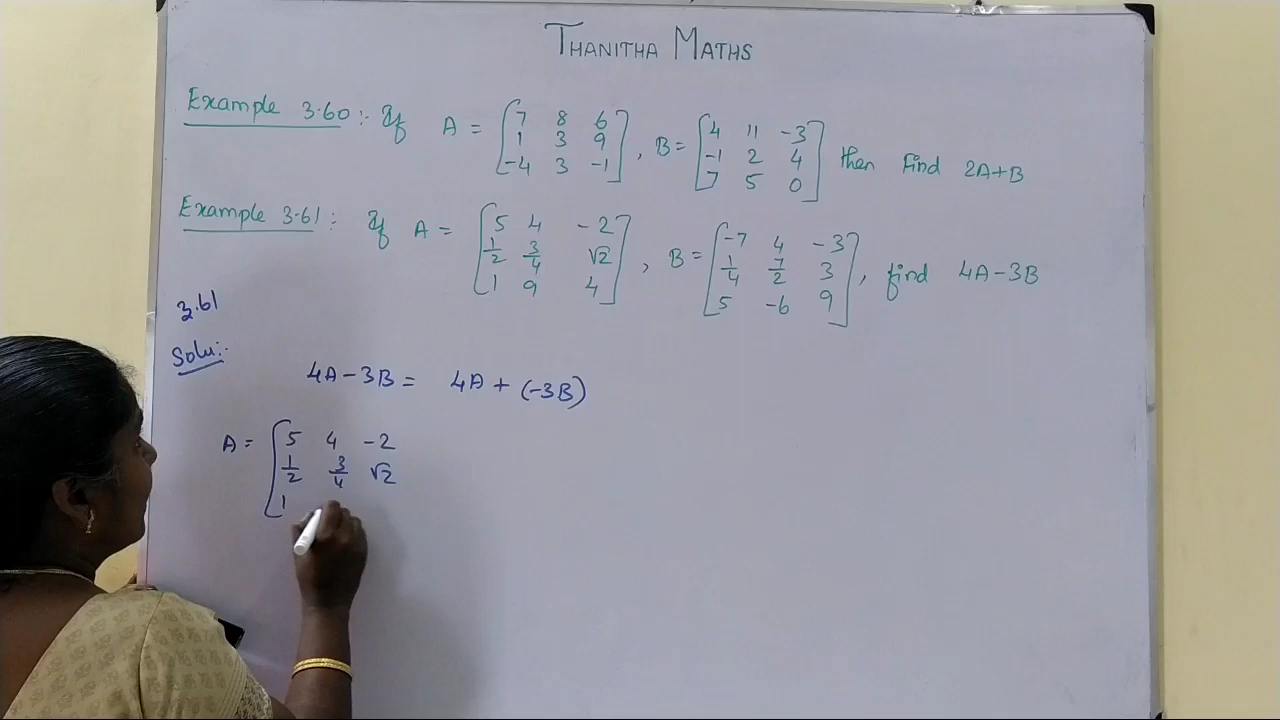 THANITHA MATHS
Example 3.60 :- If A = [7 8 6
1 3 9
-4 3 -1], B = [4 11 -3
-1 2 4
7 5 0] then Find 2A+B
Example 3.61 : If A = [5 4 -2
1/2 3/4 √2
1 9 4], B = [-7 4 -3
1/4 7/2 3
5 -6 9], find 4A-3B
3.61
Solu:-
4A-3B = 4A + (-3B)
A = [5 4 -2
1/2 3/4 √2
1